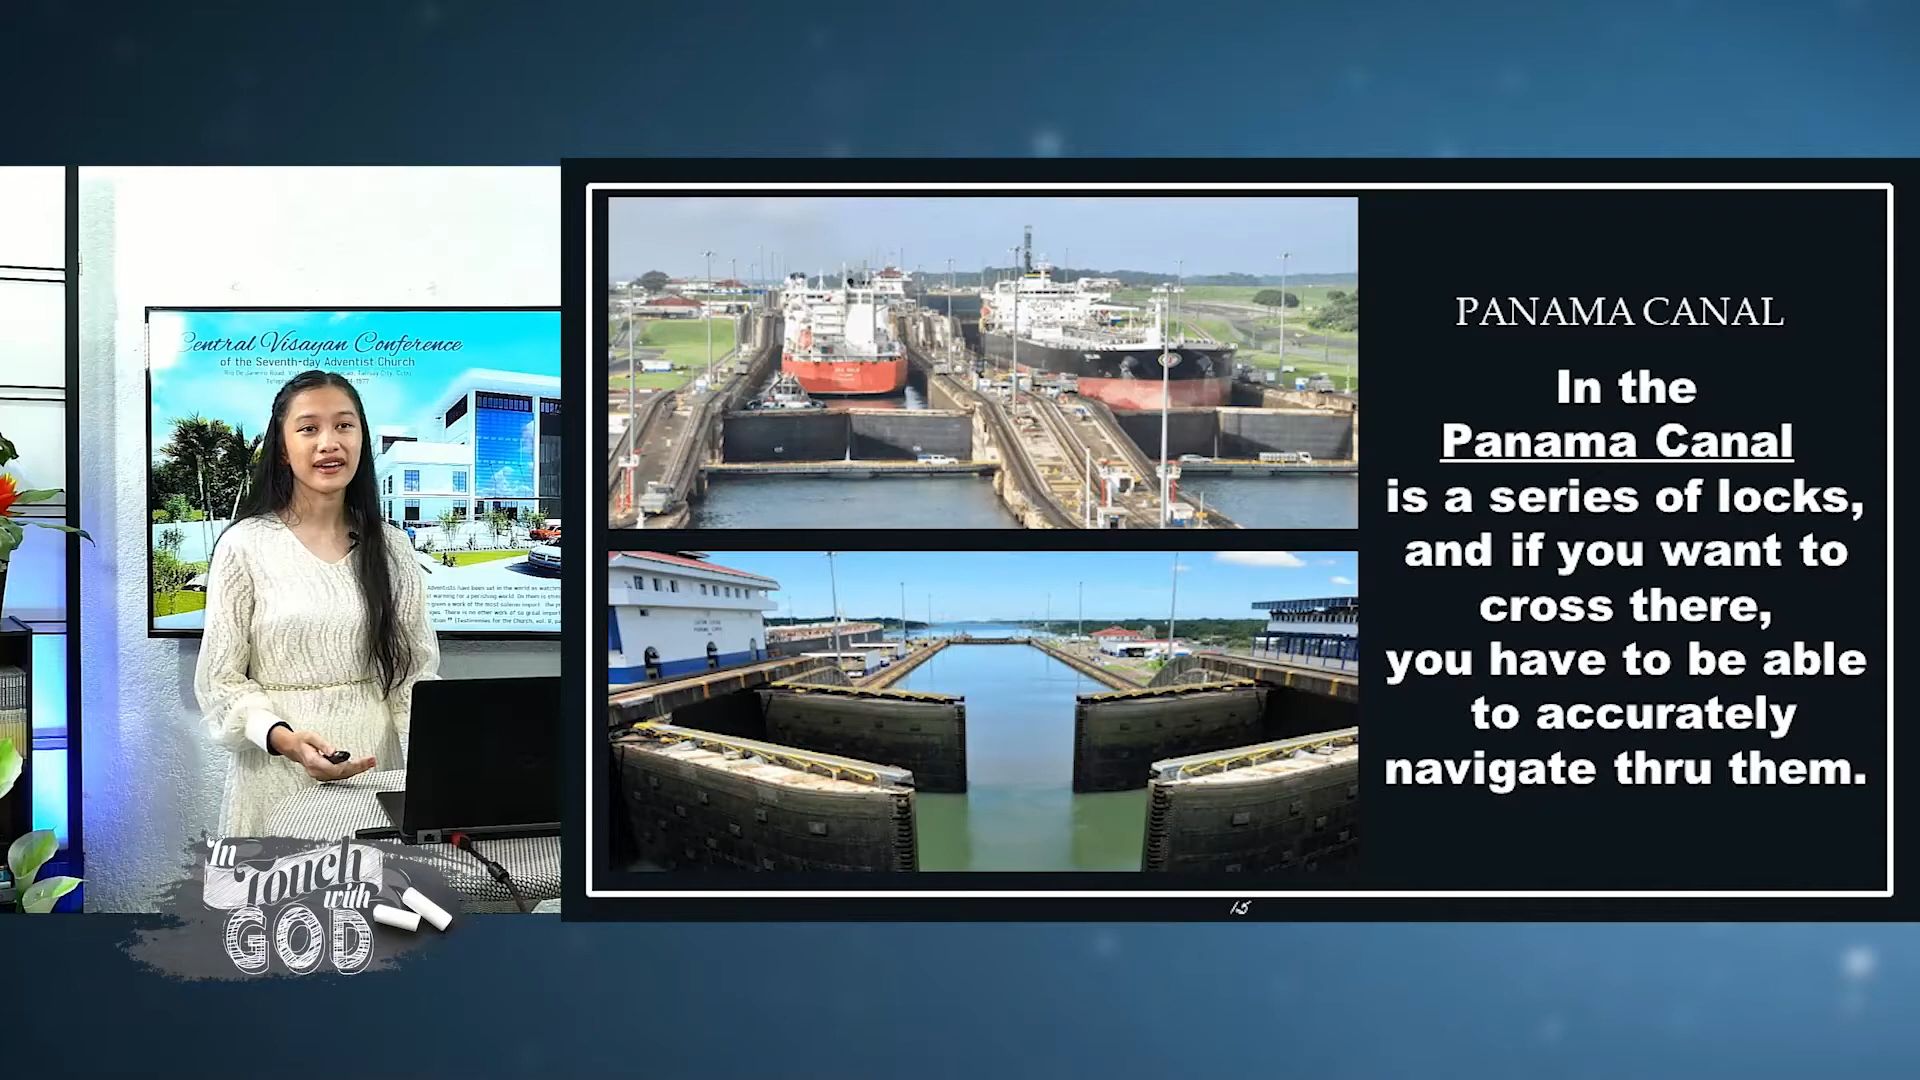 Central Visayan Conference
of the Seventh-day Adventist Church
In
Touch
with
GOD
PANAMA CANAL
In the
Panama Canal
is a series of locks,
and if you want to
cross there,
you have to be able
to accurately
navigate thru them.
15